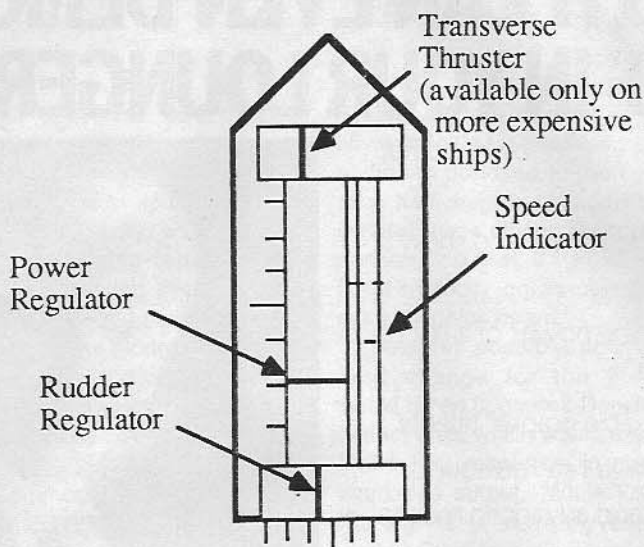 Transverse
Thruster
(available only on
more expensive
ships)
Speed
Indicator
Power
Regulator
Rudder
Regulator